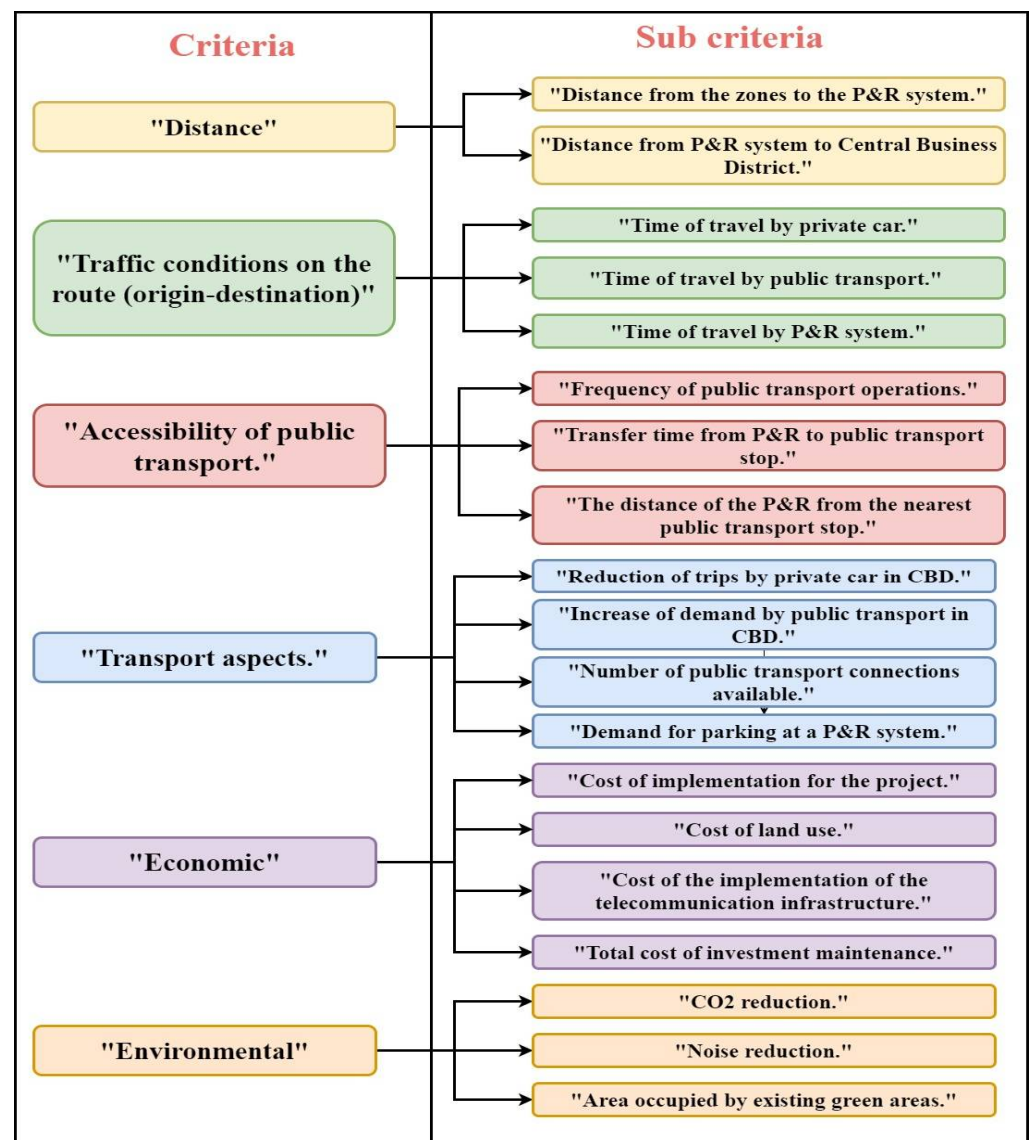 Criteria
Sub criteria
"Distance"
"Distance from the zones to the P&R system."
"Distance from P&R system to Central Business
District."
"Traffic conditions on the
route (origin-destination)"
"Time of travel by private car."
"Time of travel by public transport."
"Time of travel by P&R system."
"Accessibility of public
transport."
"Frequency of public transport operations."
"Transfer time from P&R to public transport
stop."
"The distance of the P&R from the nearest
public transport stop."
"Transport aspects."
"Reduction of trips by private car in CBD."
"Increase of demand by public transport in
CBD."
"Number of public transport connections
available."
"Demand for parking at a P&R system."
"Economic"
"Cost of implementation for the project."
"Cost of land use."
"Cost of the implementation of the
telecommunication infrastructure."
"Total cost of investment maintenance."
"Environmental"
"CO2 reduction."
"Noise reduction."
"Area occupied by existing green areas."